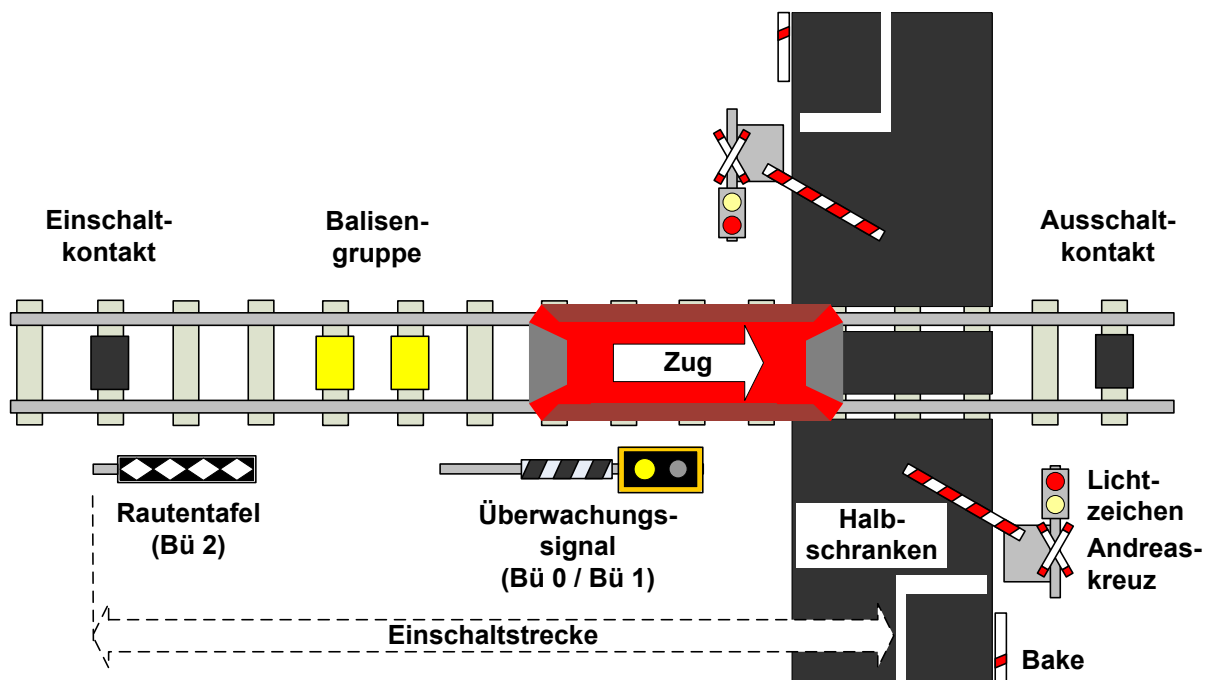 Einschalt-
kontakt
Balisen-
gruppe
Ausschalt-
kontakt
Zug
Rautentafel
(Bü 2)
Überwachungs-
signal
(Bü 0 / Bü 1)
Halb-
schranken
Licht-
zeichen
Andreas-
kreuz
Einschaltstrecke
Bake